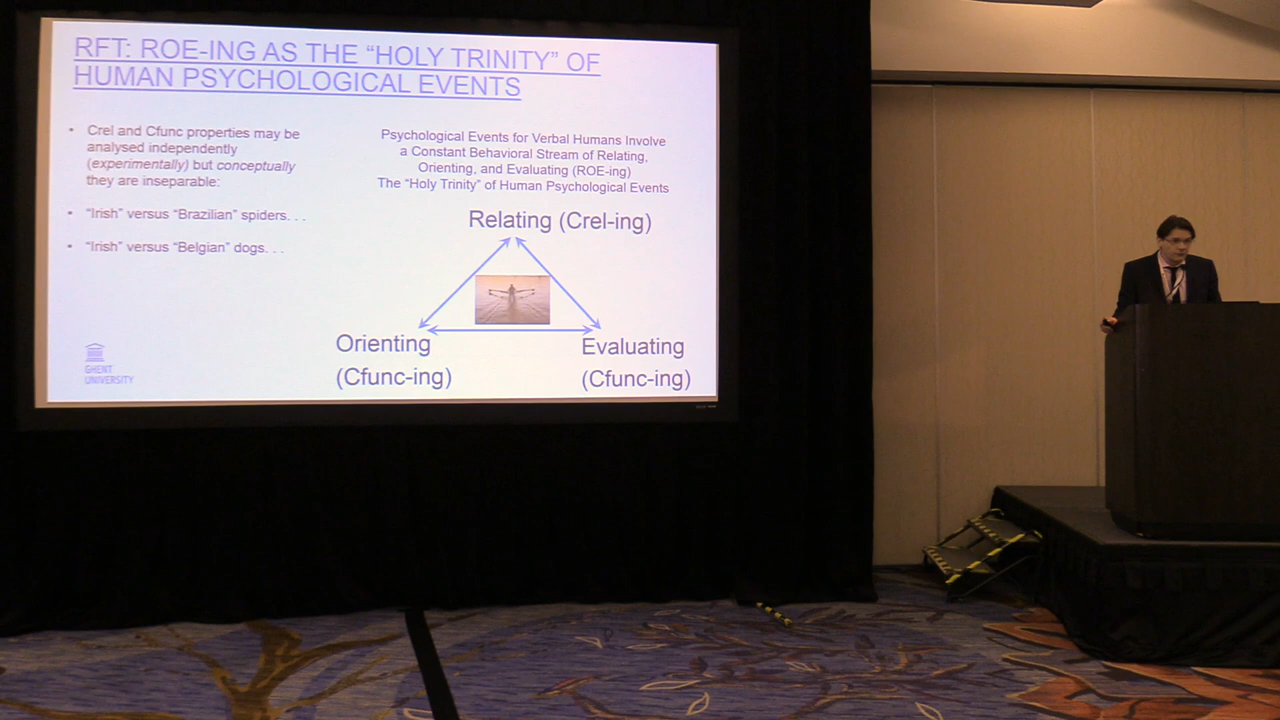 RFT: ROE-ING AS THE “HOLY TRINITY” OF
HUMAN PSYCHOLOGICAL EVENTS
• Crel and Cfunc properties may be
analysed independently
(experimentally) but conceptually
they are inseparable:
• “Irish” versus “Brazilian” spiders. . .
• “Irish” versus “Belgian” dogs. . .
Psychological Events for Verbal Humans Involve
a Constant Behavioral Stream of Relating,
Orienting, and Evaluating (ROE-ing)
The “Holy Trinity” of Human Psychological Events
Relating (Crel-ing)
Orienting
(Cfunc-ing)
Evaluating
(Cfunc-ing)
GHENT
UNIVERSITY